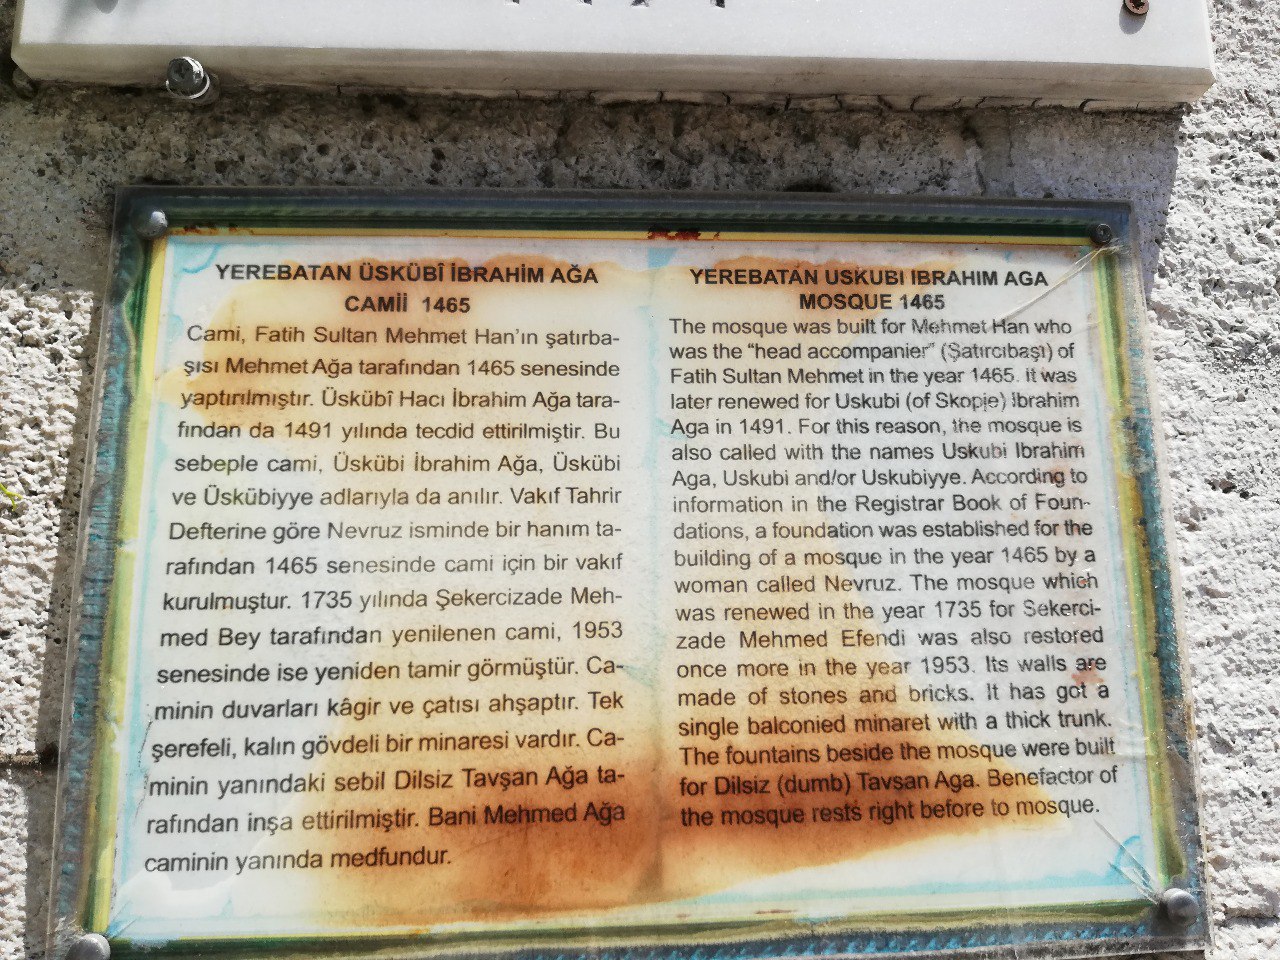 YEREBATAN ÜSKÜBÎ İBRAHİM AĞA
CAMİİ 1465
Cami, Fatih Sultan Mehmet Han'ın şatırba-
şısı Mehmet Ağa tarafından 1465 senesinde
yaptırılmıştır. Üskübî Hacı İbrahim Ağa tara-
fından da 1491 yılında tecdid ettirilmiştir. Bu
sebeple cami, Üskübi İbrahim Ağa, Üskübi
ve Üskübiyye adlarıyla da anılır. Vakıf Tahrir
Defterine göre Nevruz isminde bir hanım ta-
rafından 1465 senesinde cami için bir vakıf
kurulmuştur. 1735 yılında Şekercizade Meh-
med Bey tarafından yenilenen cami, 1953
senesinde ise yeniden tamir görmüştür. Ca-
minin duvarları kâgir ve çatısı ahşaptır. Tek
şerefeli, kalın gövdeli bir minaresi vardır. Ca-
minin yanındaki sebil Dilsiz Tavşan Ağa ta-
rafından inşa ettirilmiştir. Bani Mehmed Ağa
caminin yanında medfundur.
YEREBATAN USKUBI IBRAHIM AGA
MOSQUE 1465
The mosque was built for Mehmet Han who
was the "head accompanier" (Şatırcıbaşı) of
Fatih Sultan Mehmet in the year 1465. It was
later renewed for Uskubi (of Skopje) Ibrahim
Aga in 1491. For this reason, the mosque is
also called with the names Uskubi Ibrahim
Aga, Uskubi and/or Uskubiyye. According to
information in the Registrar Book of Foun-
dations, a foundation was established for the
building of a mosque in the year 1465 by a
woman called Nevruz. The mosque which
was renewed in the year 1735 for Sekerci-
zade Mehmed Efendi was also restored
once more in the year 1953. Its walls are
made of stones and bricks. It has got a
single balconied minaret with a thick trunk.
The fountains beside the mosque were built
for Dilsiz (dumb) Tavsan Aga. Benefactor of
the mosque rests right before to mosque.